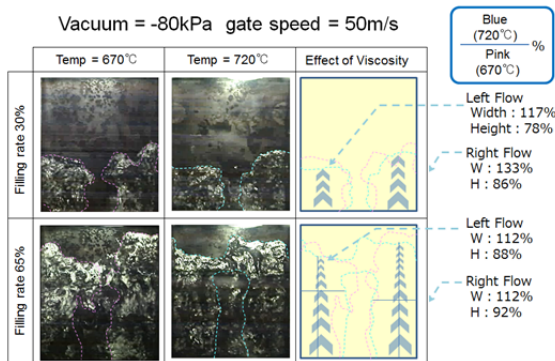 Vacuum = -80kPa gate speed = 50m/s
Blue
(720℃)
Pink
(670℃)
%
Temp = 670℃
Temp = 720℃
Effect of Viscosity
Filling rate 30%
Left Flow
Width : 117%
Height : 78%
Right Flow
W : 133%
H : 86%
Filling rate 65%
Left Flow
W : 112%
H : 88%
Right Flow
W : 112%
H : 92%